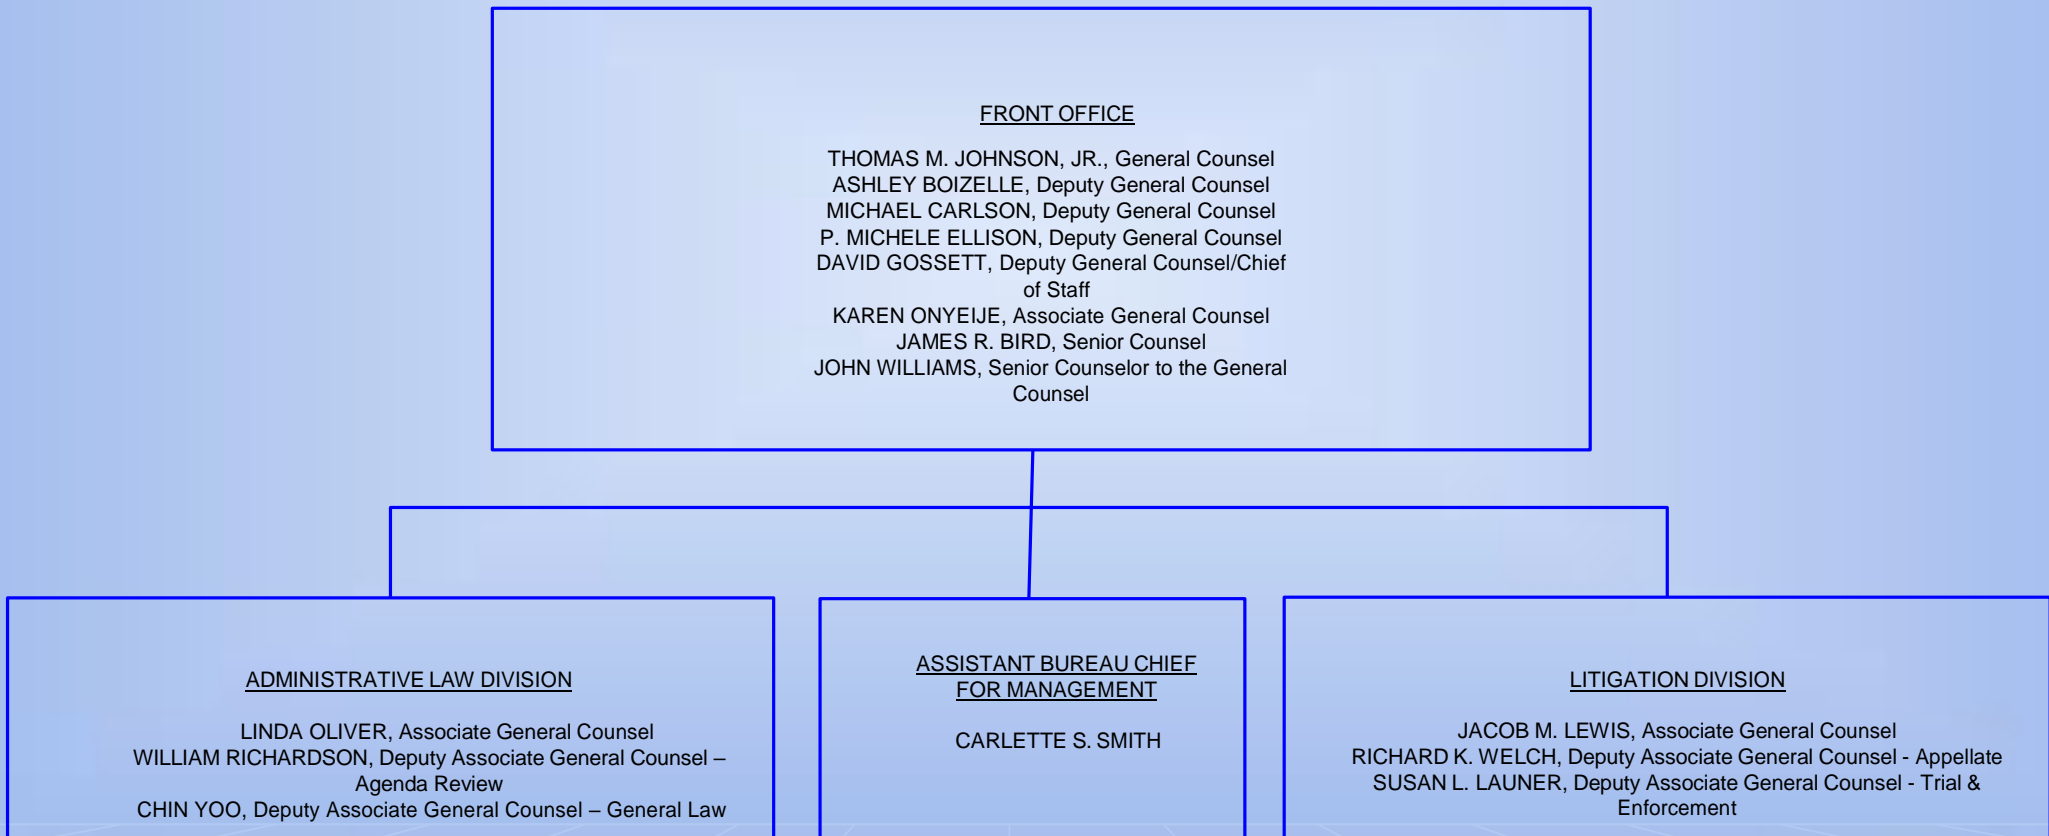 FRONT OFFICE
THOMAS M. JOHNSON, JR., General Counsel
ASHLEY BOIZELLE, Deputy General Counsel
MICHAEL CARLSON, Deputy General Counsel
P. MICHELE ELLISON, Deputy General Counsel
DAVID GOSSETT, Deputy General Counsel/Chief
of Staff
KAREN ONYEIJE, Associate General Counsel
JAMES R. BIRD, Senior Counsel
JOHN WILLIAMS, Senior Counselor to the General
Counsel
ADMINISTRATIVE LAW DIVISION
LINDA OLIVER, Associate General Counsel
WILLIAM RICHARDSON, Deputy Associate General Counsel –
Agenda Review
CHIN YOO, Deputy Associate General Counsel – General Law
ASSISTANT BUREAU CHIEF
FOR MANAGEMENT
CARLETTE S. SMITH
LITIGATION DIVISION
JACOB M. LEWIS, Associate General Counsel
RICHARD K. WELCH, Deputy Associate General Counsel - Appellate
SUSAN L. LAUNER, Deputy Associate General Counsel - Trial &
Enforcement